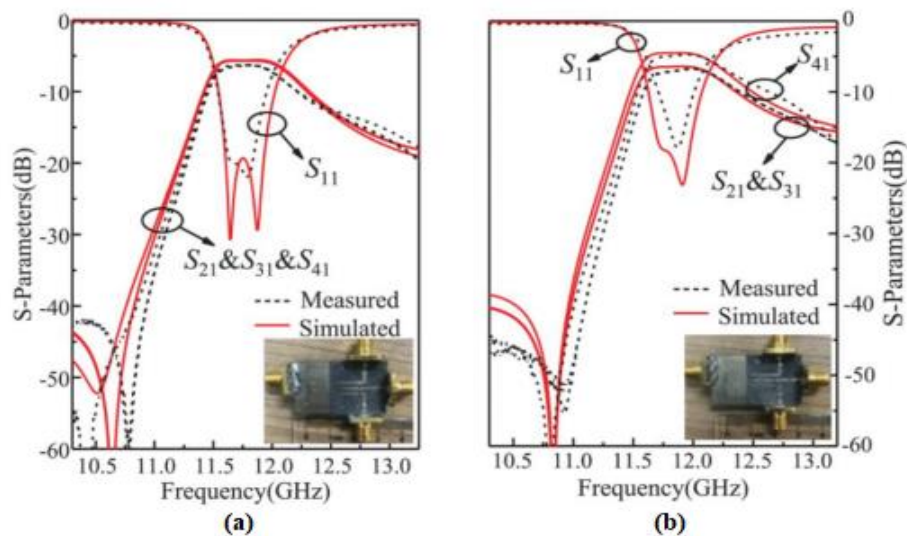 0
-10
-20
-30
-40
-50
-60
S-Parameters(dB)
S11
S21&S31&S41
Measured
Simulated
10.5 11.0 11.5 12.0 12.5 13.0
Frequency(GHz)
(a)
0
-10
-20
-30
-40
-50
-60
S-Parameters(dB)
S11
S41
S21&S31
Measured
Simulated
10.5 11.0 11.5 12.0 12.5 13.0
Frequency(GHz)
(b)